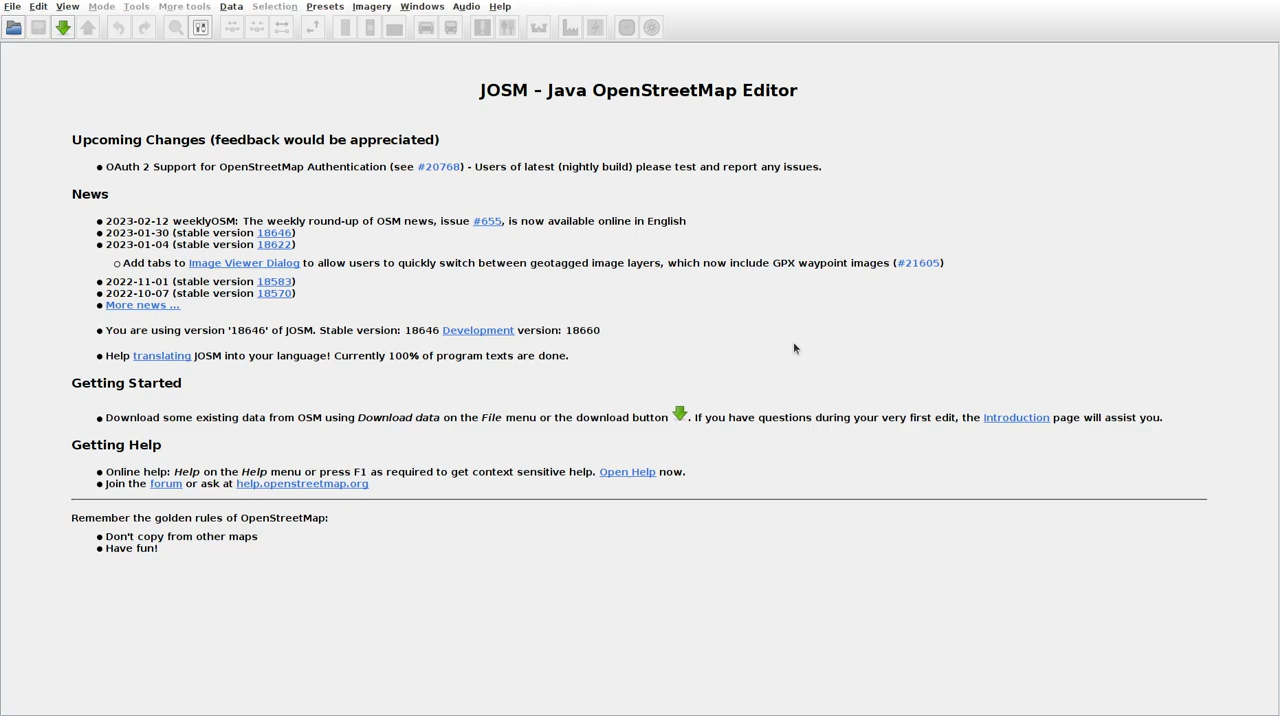 File Edit View Mode Tools More tools Data Selection Presets Imagery Windows Audio Help
JOSM – Java OpenStreetMap Editor
Upcoming Changes (feedback would be appreciated)
● OAuth 2 Support for OpenStreetMap Authentication (see #20768) - Users of latest (nightly build) please test and report any issues.
News
● 2023-02-12 weeklyOSM: The weekly round-up of OSM news, issue #655, is now available online in English
● 2023-01-30 (stable version 18646)
● 2023-01-04 (stable version 18622)
○ Add tabs to Image Viewer Dialog to allow users to quickly switch between geotagged image layers, which now include GPX waypoint images (#21605)
● 2022-11-01 (stable version 18583)
● 2022-10-07 (stable version 18570)
● More news ...
● You are using version '18646' of JOSM. Stable version: 18646 Development version: 18660
● Help translating JOSM into your language! Currently 100% of program texts are done.
Getting Started
● Download some existing data from OSM using Download data on the File menu or the download button . If you have questions during your very first edit, the Introduction page will assist you.
Getting Help
● Online help: Help on the Help menu or press F1 as required to get context sensitive help. Open Help now.
● Join the forum or ask at help.openstreetmap.org
Remember the golden rules of OpenStreetMap:
● Don't copy from other maps
● Have fun!